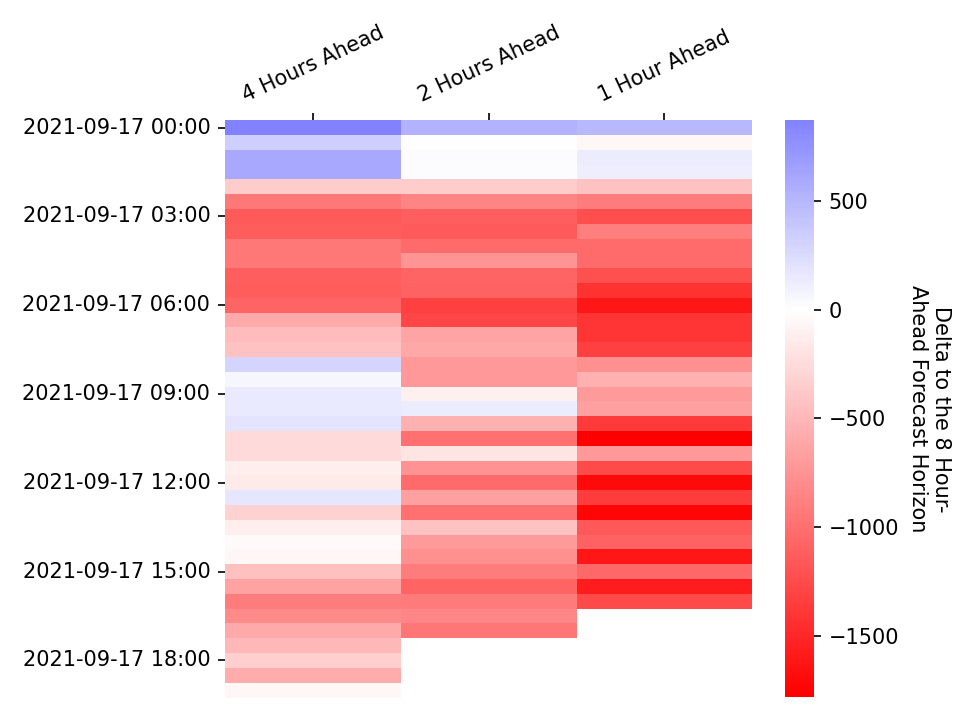 4 Hours Ahead
2 Hours Ahead
1 Hour Ahead
2021-09-17 00:00
2021-09-17 03:00
2021-09-17 06:00
2021-09-17 09:00
2021-09-17 12:00
2021-09-17 15:00
2021-09-17 18:00
500
0
−500
−1000
−1500
Delta to the 8 Hour-
Ahead Forecast Horizon